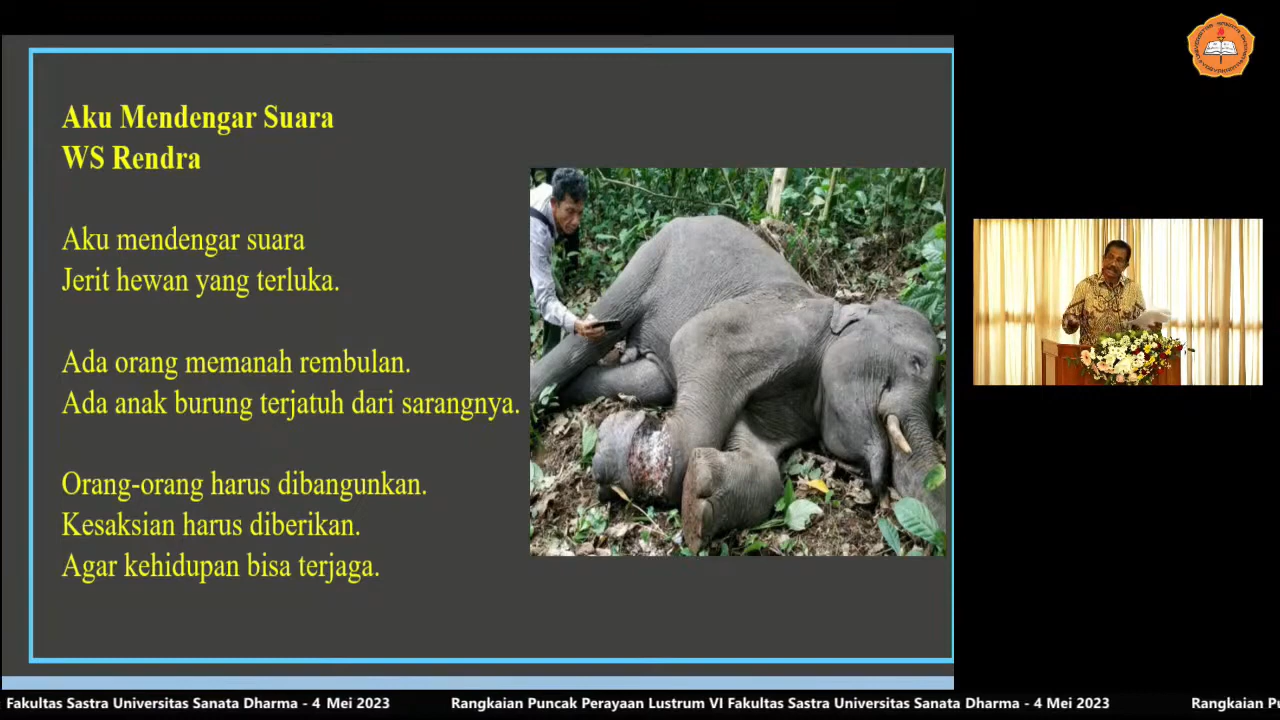 Aku Mendengar Suara
WS Rendra
Aku mendengar suara
Jerit hewan yang terluka.
Ada orang memanah rembulan.
Ada anak burung terjatuh dari sarangnya.
Orang-orang harus dibangunkan.
Kesaksian harus diberikan.
Agar kehidupan bisa terjaga.
Fakultas Sastra Universitas Sanata Dharma - 4 Mei 2023 Rangkaian Puncak Perayaan Lustrum VI Fakultas Sastra Universitas Sanata Dharma - 4 Mei 2023 Rangkaian